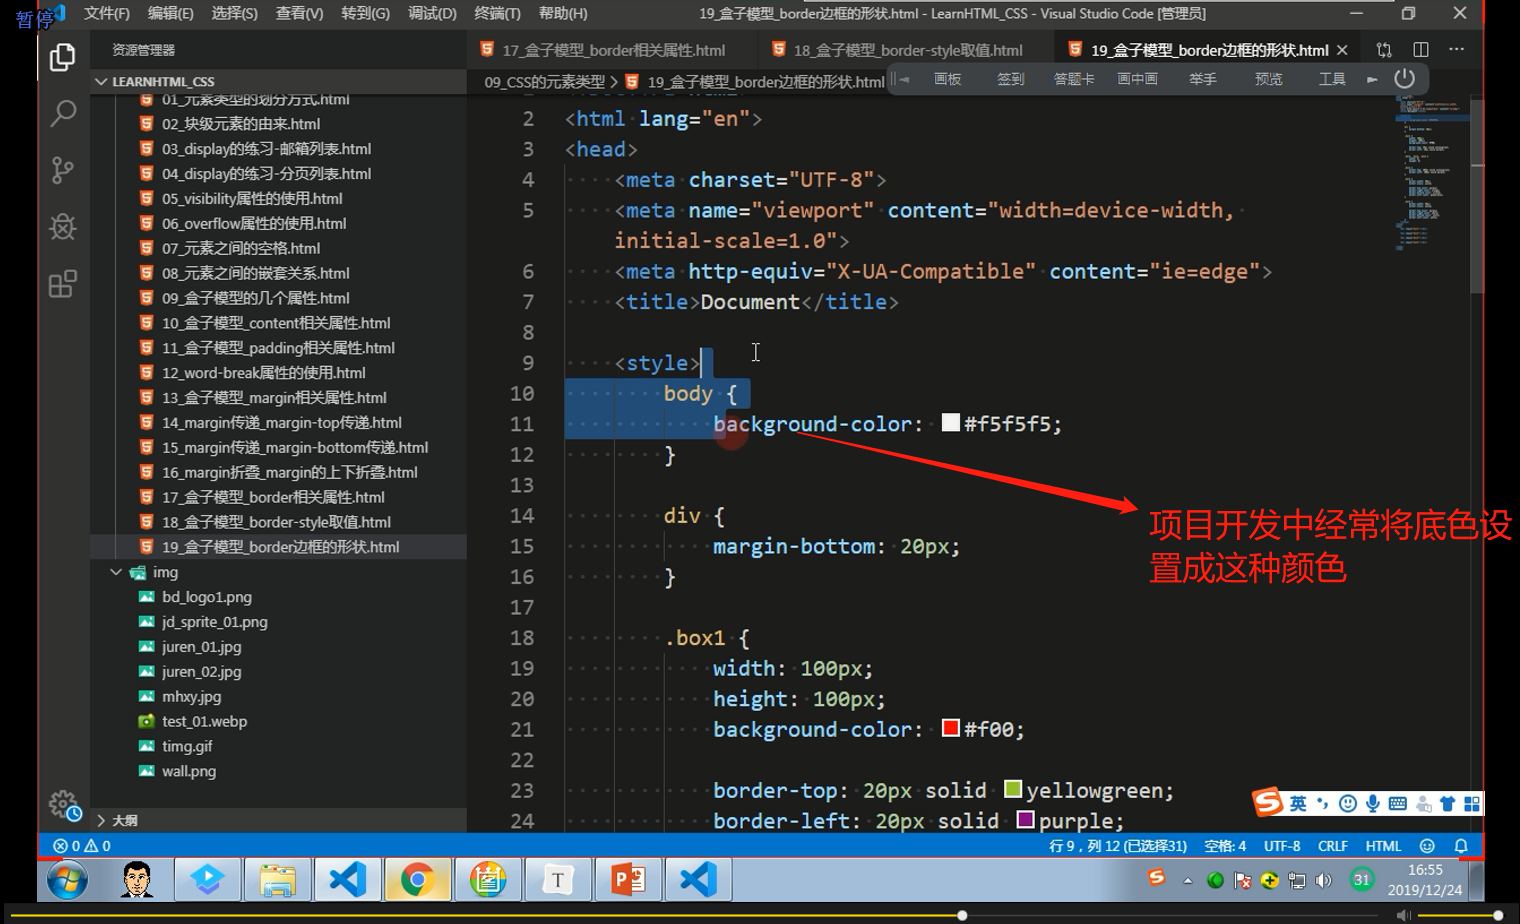 暂停
文件(F) 编辑(E) 选择(S) 查看(V) 转到(G) 调试(D) 终端(T) 帮助(H) 19_盒子模型_border边框的形状.html - LearnHTML_CSS - Visual Studio Code [管理员]
资源管理器
17_盒子模型_border相关属性.html 18_盒子模型_border-style取值.html 19_盒子模型_border边框的形状.html
LEARNHTML_CSS
09_CSS的元素类型 > 19_盒子模型_border边框的形状.html
画板 签到 答题卡 画中画 举手 预览 工具
01_元素类型的划分方式.html
02_块级元素的由来.html
03_display的练习-邮箱列表.html
04_display的练习-分页列表.html
05_visibility属性的使用.html
06_overflow属性的使用.html
07_元素之间的空格.html
08_元素之间的嵌套关系.html
09_盒子模型的几个属性.html
10_盒子模型_content相关属性.html
11_盒子模型_padding相关属性.html
12_word-break属性的使用.html
13_盒子模型_margin相关属性.html
14_margin传递_margin-top传递.html
15_margin传递_margin-bottom传递.html
16_margin折叠_margin的上下折叠.html
17_盒子模型_border相关属性.html
18_盒子模型_border-style取值.html
19_盒子模型_border边框的形状.html
img
bd_logo1.png
jd_sprite_01.png
juren_01.jpg
juren_02.jpg
mhxy.jpg
test_01.webp
timg.gif
wall.png
大纲
2 <html lang="en">
3 <head>
4 <meta charset="UTF-8">
5 <meta name="viewport" content="width=device-width,
initial-scale=1.0">
6 <meta http-equiv="X-UA-Compatible" content="ie=edge">
7 <title>Document</title>
8
9 <style>
10 body {
11 background-color: #f5f5f5;
12 }
13
14 div {
15 margin-bottom: 20px;
16 }
17
18 .box1 {
19 width: 100px;
20 height: 100px;
21 background-color: #f00;
22
23 border-top: 20px solid yellowgreen;
24 border-left: 20px solid purple;
项目开发中经常将底色设
置成这种颜色
英
0 0 行 9，列 12 (已选择31) 空格: 4 UTF-8 CRLF HTML
T 31 16:55
2019/12/24